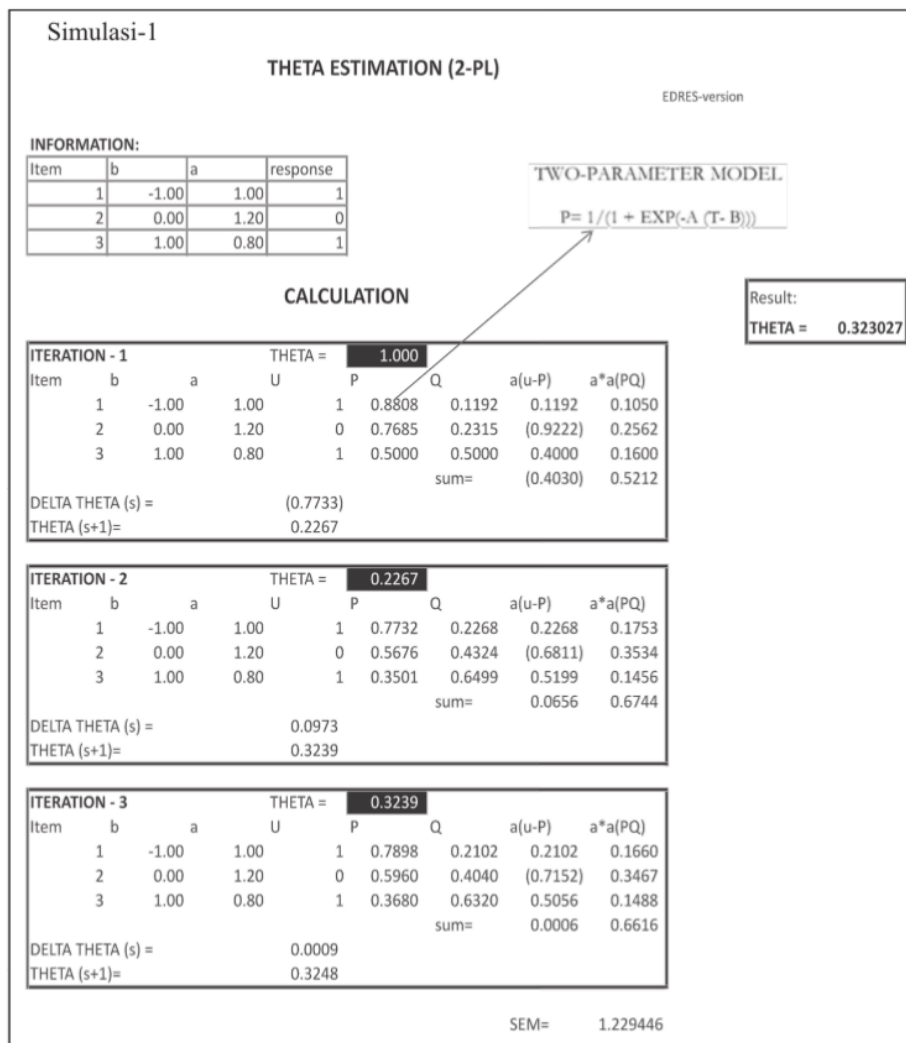 Simulasi-1
THETA ESTIMATION (2-PL)
EDRES-version
INFORMATION:
Item b a response
1 -1.00 1.00 1
2 0.00 1.20 0
3 1.00 0.80 1
TWO-PARAMETER MODEL
P= 1/(1 + EXP(-A (T- B)))
CALCULATION
Result:
THETA = 0.323027
ITERATION - 1 THETA = 1.000
Item b a U P Q a(u-P) a*a(PQ)
1 -1.00 1.00 1 0.8808 0.1192 0.1192 0.1050
2 0.00 1.20 0 0.7685 0.2315 (0.9222) 0.2562
3 1.00 0.80 1 0.5000 0.5000 0.4000 0.1600
sum= (0.4030) 0.5212
DELTA THETA (s) = (0.7733)
THETA (s+1)= 0.2267
ITERATION - 2 THETA = 0.2267
Item b a U P Q a(u-P) a*a(PQ)
1 -1.00 1.00 1 0.7732 0.2268 0.2268 0.1753
2 0.00 1.20 0 0.5676 0.4324 (0.6811) 0.3534
3 1.00 0.80 1 0.3501 0.6499 0.5199 0.1456
sum= 0.0656 0.6744
DELTA THETA (s) = 0.0973
THETA (s+1)= 0.3239
ITERATION - 3 THETA = 0.3239
Item b a U P Q a(u-P) a*a(PQ)
1 -1.00 1.00 1 0.7898 0.2102 0.2102 0.1660
2 0.00 1.20 0 0.5960 0.4040 (0.7152) 0.3467
3 1.00 0.80 1 0.3680 0.6320 0.5056 0.1488
sum= 0.0006 0.6616
DELTA THETA (s) = 0.0009
THETA (s+1)= 0.3248
SEM= 1.229446